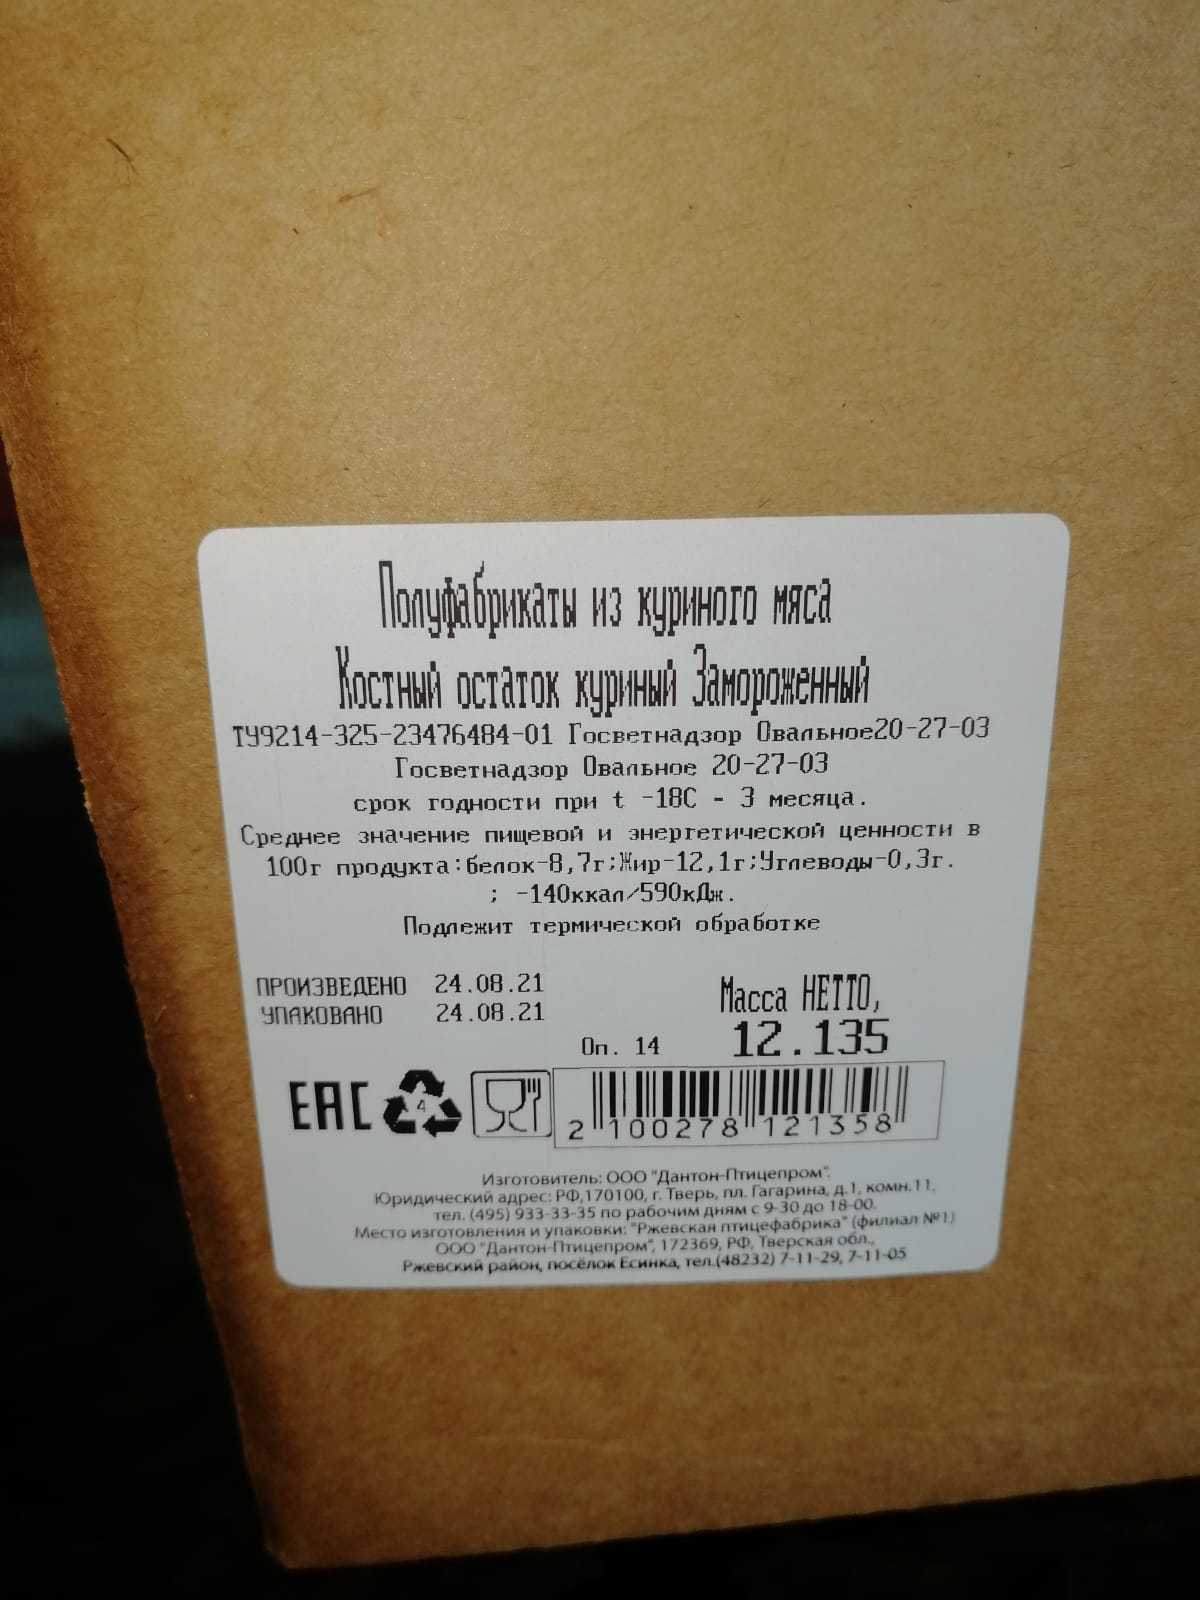 Полуфабрикаты из куриного мяса
Костный остаток куриный Замороженный
ТУ9214-325-23476484-01 Госветнадзор Овальное20-27-03
Госветнадзор Овальное 20-27-03
срок годности при t -18С - 3 месяца.
Среднее значение пищевой и энергетической ценности в
100г продукта:белок-8,7г;Жир-12,1г;Углеводы-0,3г.
; -140ккал/590кДж.
Подлежит термической обработке
ПРОИЗВЕДЕНО 24.08.21
УПАКОВАНО 24.08.21
Масса НЕТТО,
Оп. 14 12.135
EAC 4
2 100278 121358
Изготовитель: ООО "Дантон-Птицепром".
Юридический адрес: РФ,170100, г. Тверь, пл. Гагарина, д.1, комн.11,
тел. (495) 933-33-35 по рабочим дням с 9-30 до 18-00.
Место изготовления и упаковки: "Ржевская птицефабрика" (филиал №1)
ООО "Дантон-Птицепром", 172369, РФ, Тверская обл.,
Ржевский район, посёлок Есинка, тел.(48232) 7-11-29, 7-11-05